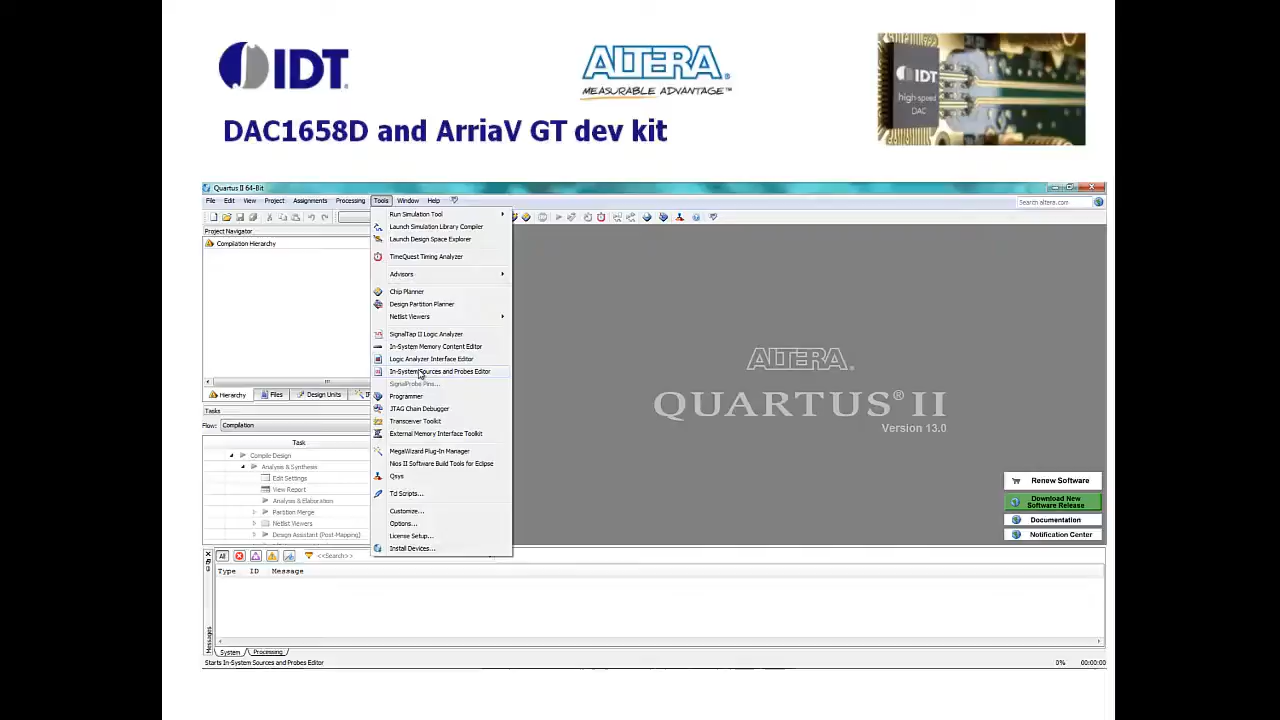 IDT
ALTERA
MEASURABLE ADVANTAGE™
IDT
high-speed
DAC
DAC1658D and ArriaV GT dev kit
Quartus II 64-Bit
File Edit View Project Assignments Processing Tools Window Help
Search altera.com
Project Navigator
Compilation Hierarchy
Hierarchy Files Design Units IP
Tasks
Flow: Compilation
Task
Compile Design
Analysis & Synthesis
Edit Settings
View Report
Analysis & Elaboration
Partition Merge
Netlist Viewers
Design Assistant (Post-Mapping)
Run Simulation Tool
Launch Simulation Library Compiler
Launch Design Space Explorer
TimeQuest Timing Analyzer
Advisors
Chip Planner
Design Partition Planner
Netlist Viewers
SignalTap II Logic Analyzer
In-System Memory Content Editor
Logic Analyzer Interface Editor
In-System Sources and Probes Editor
SignalProbe Pins...
Programmer
JTAG Chain Debugger
Transceiver Toolkit
External Memory Interface Toolkit
MegaWizard Plug-In Manager
Nios II Software Build Tools for Eclipse
Qsys
Tcl Scripts...
Customize...
Options...
License Setup...
Install Devices...
ALTERA®
QUARTUS® II
Version 13.0
Renew Software
Download New
Software Release
Documentation
Notification Center
All <<Search>>
Type ID Message
Messages
System Processing
Starts In-System Sources and Probes Editor
0% 00:00:00